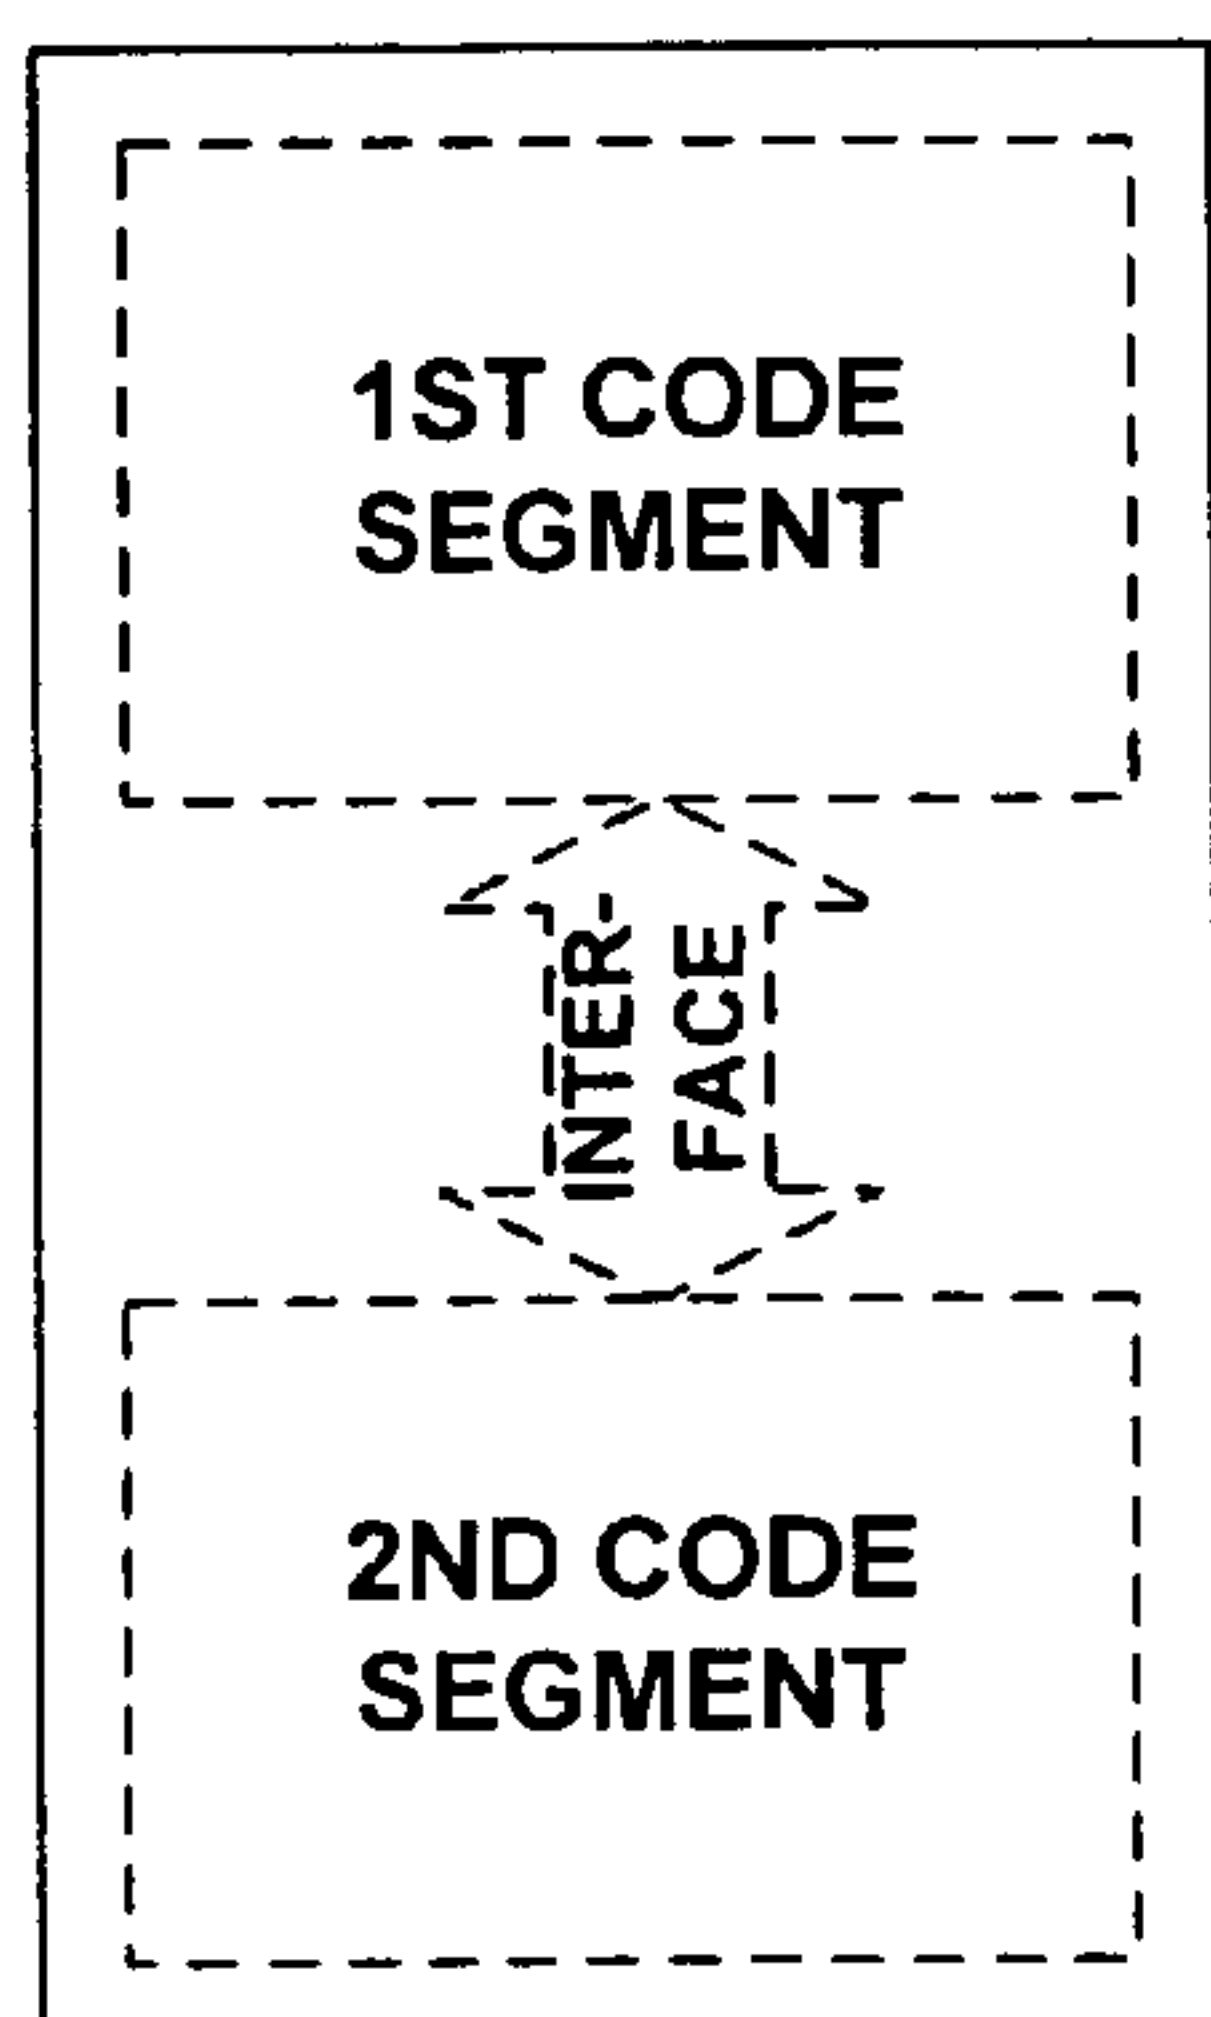 1ST CODE
SEGMENT
INTER-
FACE
2ND CODE
SEGMENT